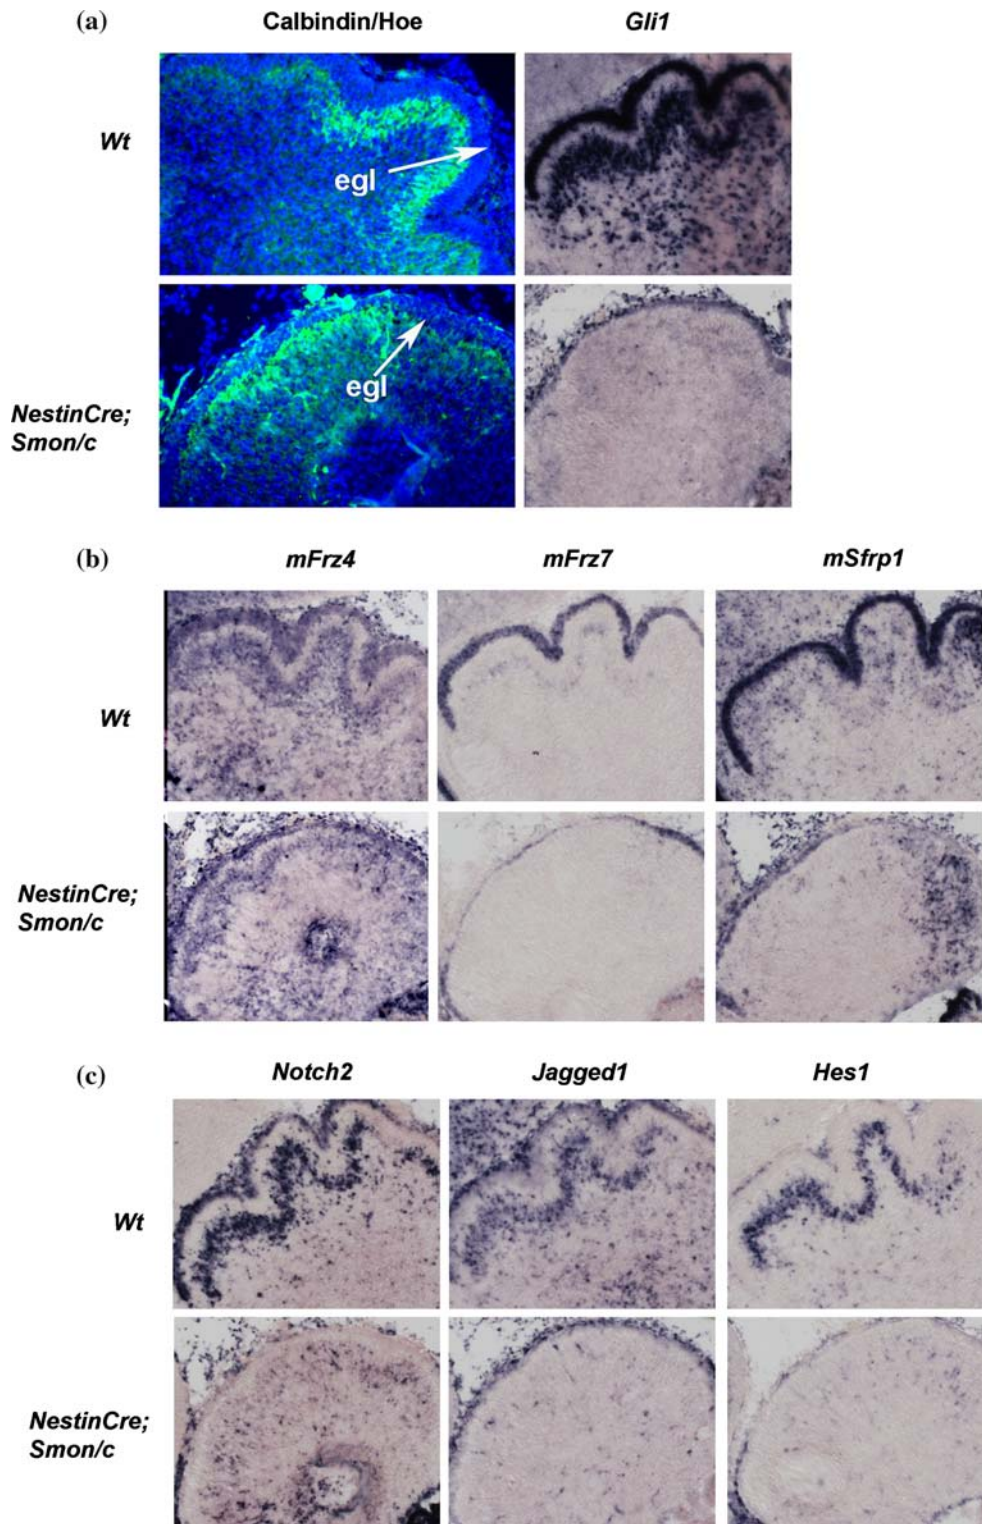 (a)
Calbindin/Hoe
Gli1
Wt
egl
NestinCre;
Smon/c
egl
(b)
mFrz4
mFrz7
mSfrp1
Wt
NestinCre;
Smon/c
(c)
Notch2
Jagged1
Hes1
Wt
NestinCre;
Smon/c